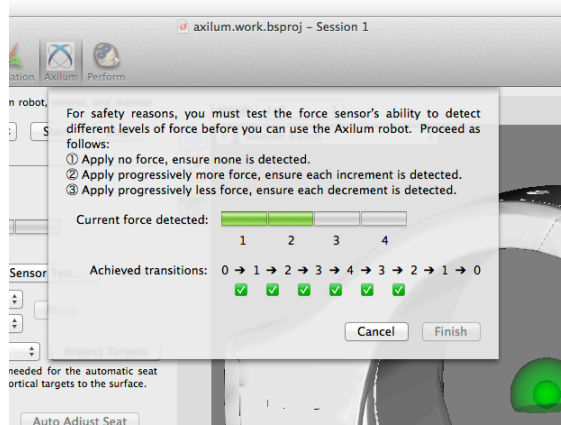 axilum.work.bsproj – Session 1
Axilum
Perform
For safety reasons, you must test the force sensor's ability to detect
different levels of force before you can use the Axilum robot. Proceed as
follows:
① Apply no force, ensure none is detected.
② Apply progressively more force, ensure each increment is detected.
③ Apply progressively less force, ensure each decrement is detected.
Current force detected:
1 2 3 4
Achieved transitions: 0 → 1 → 2 → 3 → 4 → 3 → 2 → 1 → 0
Cancel Finish
robot,
Sensor
Project Targets
needed for the automatic seat
ortical targets to the surface.
Auto Adjust Seat